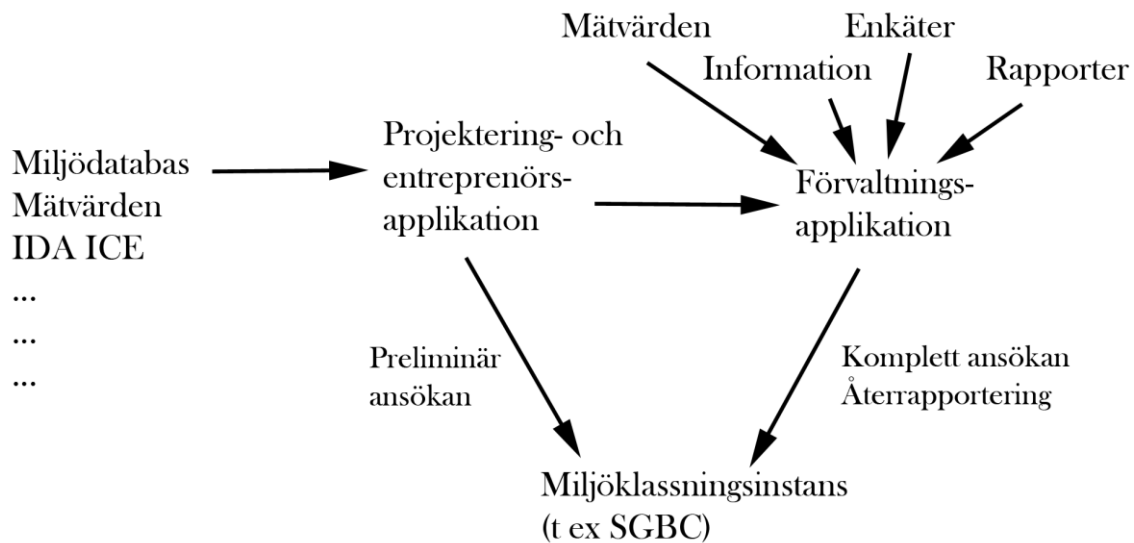 Mätvärden
Enkäter
Information
Rapporter
Miljödatabas
Mätvärden
IDA ICE
...
...
...
Projektering- och
entreprenörs-
applikation
Förvaltnings-
applikation
Preliminär
ansökan
Komplett ansökan
Återrapportering
Miljöklassningsinstans
(t ex SGBC)